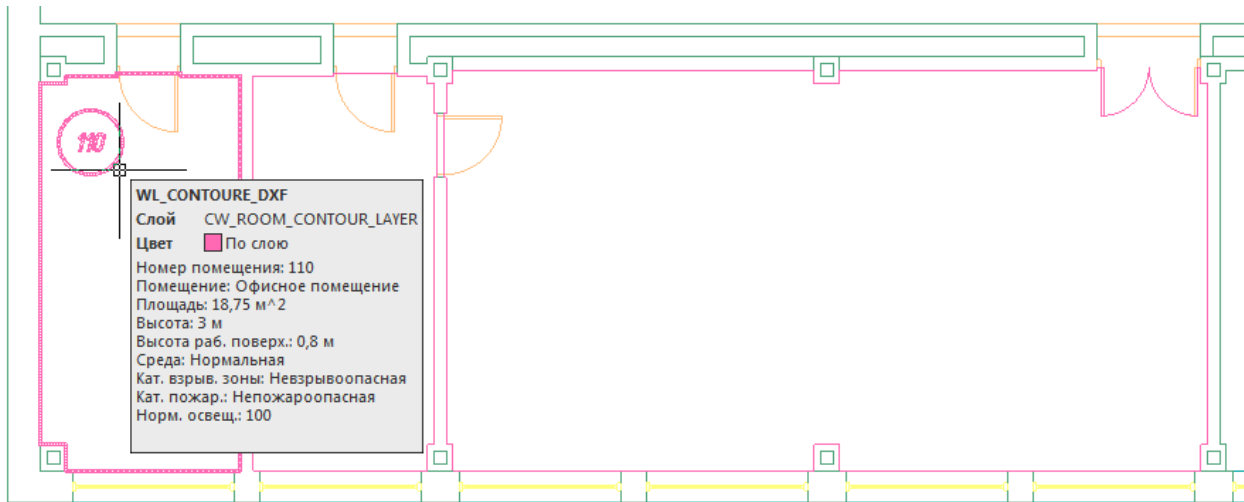 110
WL_CONTOURE_DXF
Слой CW_ROOM_CONTOUR_LAYER
Цвет По слою
Номер помещения: 110
Помещение: Офисное помещение
Площадь: 18,75 м^2
Высота: 3 м
Высота раб. поверх.: 0,8 м
Среда: Нормальная
Кат. взрыв. зоны: Невзрывоопасная
Кат. пожар.: Непожароопасная
Норм. освещ.: 100